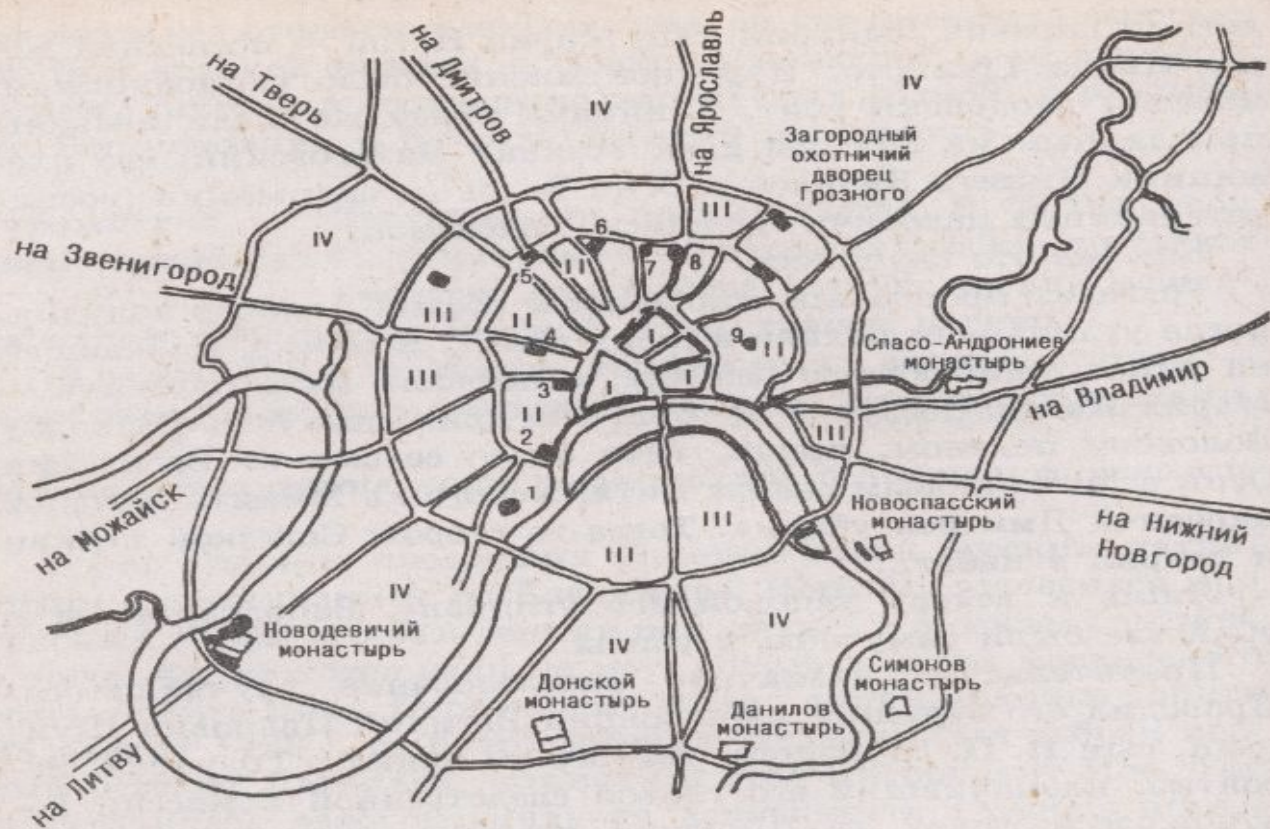 на Тверь
на Дмитров
на Ярославль
IV
IV
Загородный
охотничий
дворец
Грозного
IV
на Звенигород
III
6
III
II
7
8
5
III
II
I
4
9
II
I
Спасо-Андрониев
монастырь
на Владимир
III
3
I
I
II
2
III
1
на Можайск
III
Новоспасский
монастырь
на Нижний
Новгород
III
IV
IV
IV
Новодевичий
монастырь
Донской
монастырь
Данилов
монастырь
Симонов
монастырь
на Литву